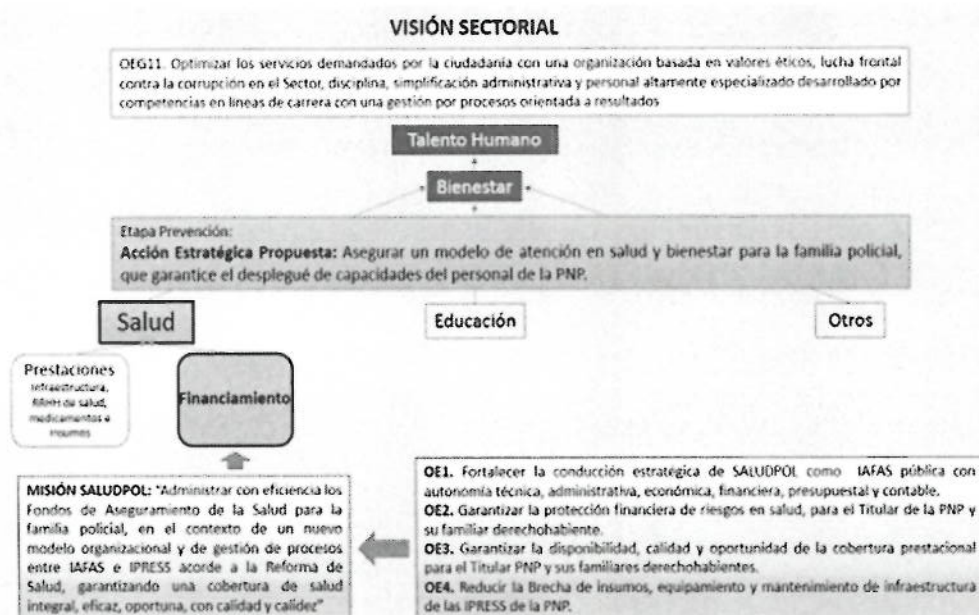 VISIÓN SECTORIAL
OEG11. Optimizar los servicios demandados por la ciudadanía con una organización basada en valores éticos, lucha frontal
contra la corrupción en el Sector, disciplina, simplificación administrativa y personal altamente especializado desarrollado por
competencias en líneas de carrera con una gestión por procesos orientada a resultados
Talento Humano
Bienestar
Etapa Prevención:
Acción Estratégica Propuesta: Asegurar un modelo de atención en salud y bienestar para la familia policial,
que garantice el desplegué de capacidades del personal de la PNP.
Salud
Educación
Otros
Prestaciones
Infraestructura,
RRHH de salud,
medicamentos e
insumos
Financiamiento
MISIÓN SALUDPOL: "Administrar con eficiencia los
Fondos de Aseguramiento de la Salud para la
familia policial, en el contexto de un nuevo
modelo organizacional y de gestión de procesos
entre IAFAS e IPRESS acorde a la Reforma de
Salud, garantizando una cobertura de salud
integral, eficaz, oportuna, con calidad y calidez"
OE1. Fortalecer la conducción estratégica de SALUDPOL como IAFAS pública con
autonomía técnica, administrativa, económica, financiera, presupuestal y contable.
OE2. Garantizar la protección financiera de riesgos en salud, para el Titular de la PNP y
su familiar derechohabiente.
OE3. Garantizar la disponibilidad, calidad y oportunidad de la cobertura prestacional
para el Titular PNP y sus familiares derechohabientes.
OE4. Reducir la Brecha de insumos, equipamiento y mantenimiento de infraestructura
de las IPRESS de la PNP.